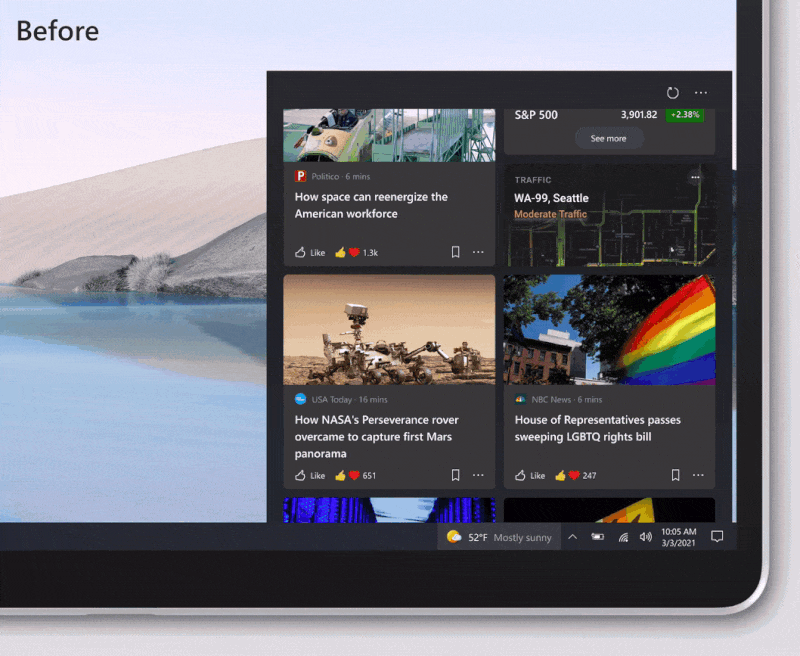 Before
S&P 500 3,901.82 +2.38%
See more
Politico · 6 mins
How space can reenergize the
American workforce
Like 1.3k
TRAFFIC
WA-99, Seattle
Moderate Traffic
USA Today · 16 mins
How NASA's Perseverance rover
overcame to capture first Mars
panorama
Like 651
NBC News · 6 mins
House of Representatives passes
sweeping LGBTQ rights bill
Like 247
52°F Mostly sunny
10:05 AM
3/3/2021